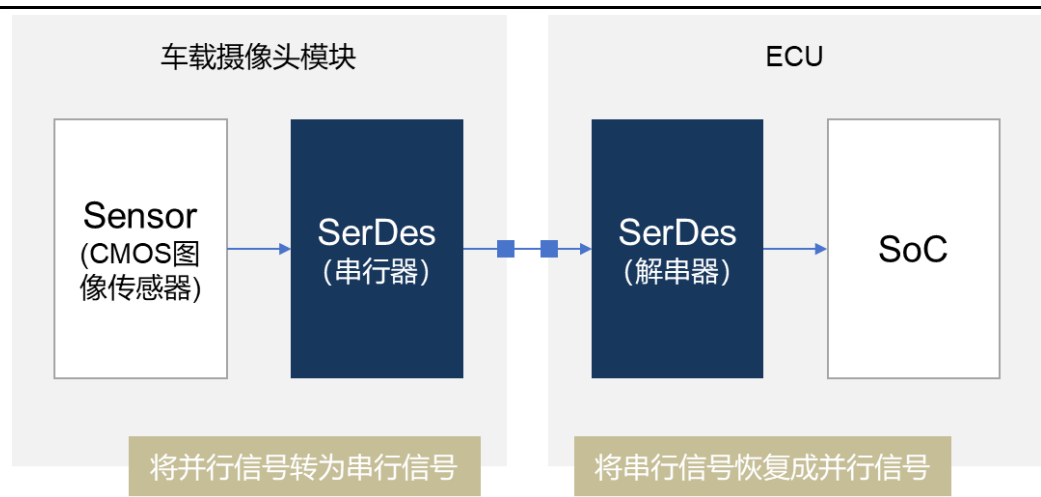 车载摄像头模块
ECU
Sensor
(CMOS图
像传感器)
SerDes
（串行器）
SerDes
（解串器）
SoC
将并行信号转为串行信号
将串行信号恢复成并行信号